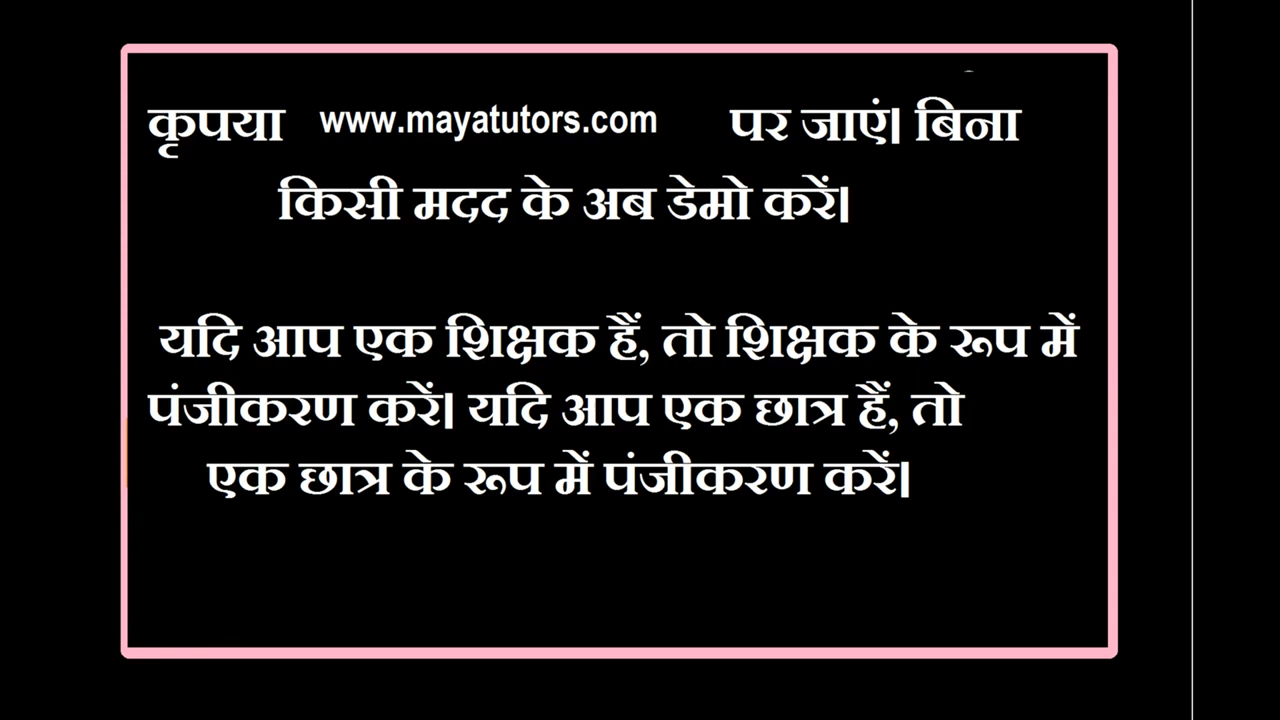 कृपया www.mayatutors.com पर जाएं। बिना
किसी मदद के अब डेमो करें।
यदि आप एक शिक्षक हैं, तो शिक्षक के रूप में
पंजीकरण करें। यदि आप एक छात्र हैं, तो
एक छात्र के रूप में पंजीकरण करें।